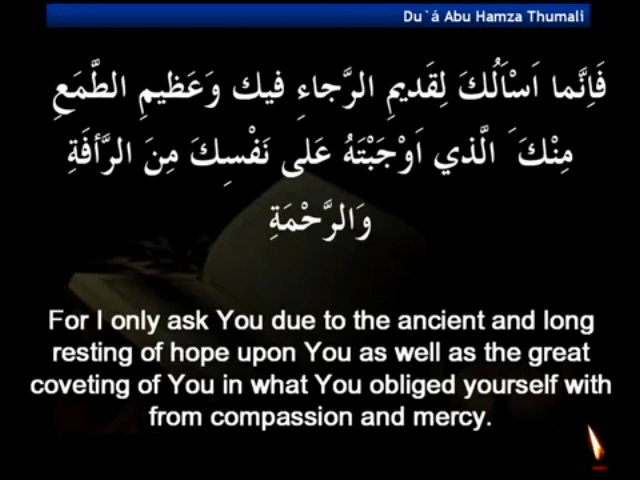 Du`á Abu Hamza Thumali
فَاِنَّما اَسْاَلُكَ لِقَديمِ الرَّجاءِ فيكَ وَعَظيمِ الطَّمَعِ
مِنْكَ َ الَّذي اَوْجَبْتَهُ عَلى نَفْسِكَ مِنَ الرَّأفَةِ
وَالرَّحْمَةِ
For I only ask You due to the ancient and long
resting of hope upon You as well as the great
coveting of You in what You obliged yourself with
from compassion and mercy.